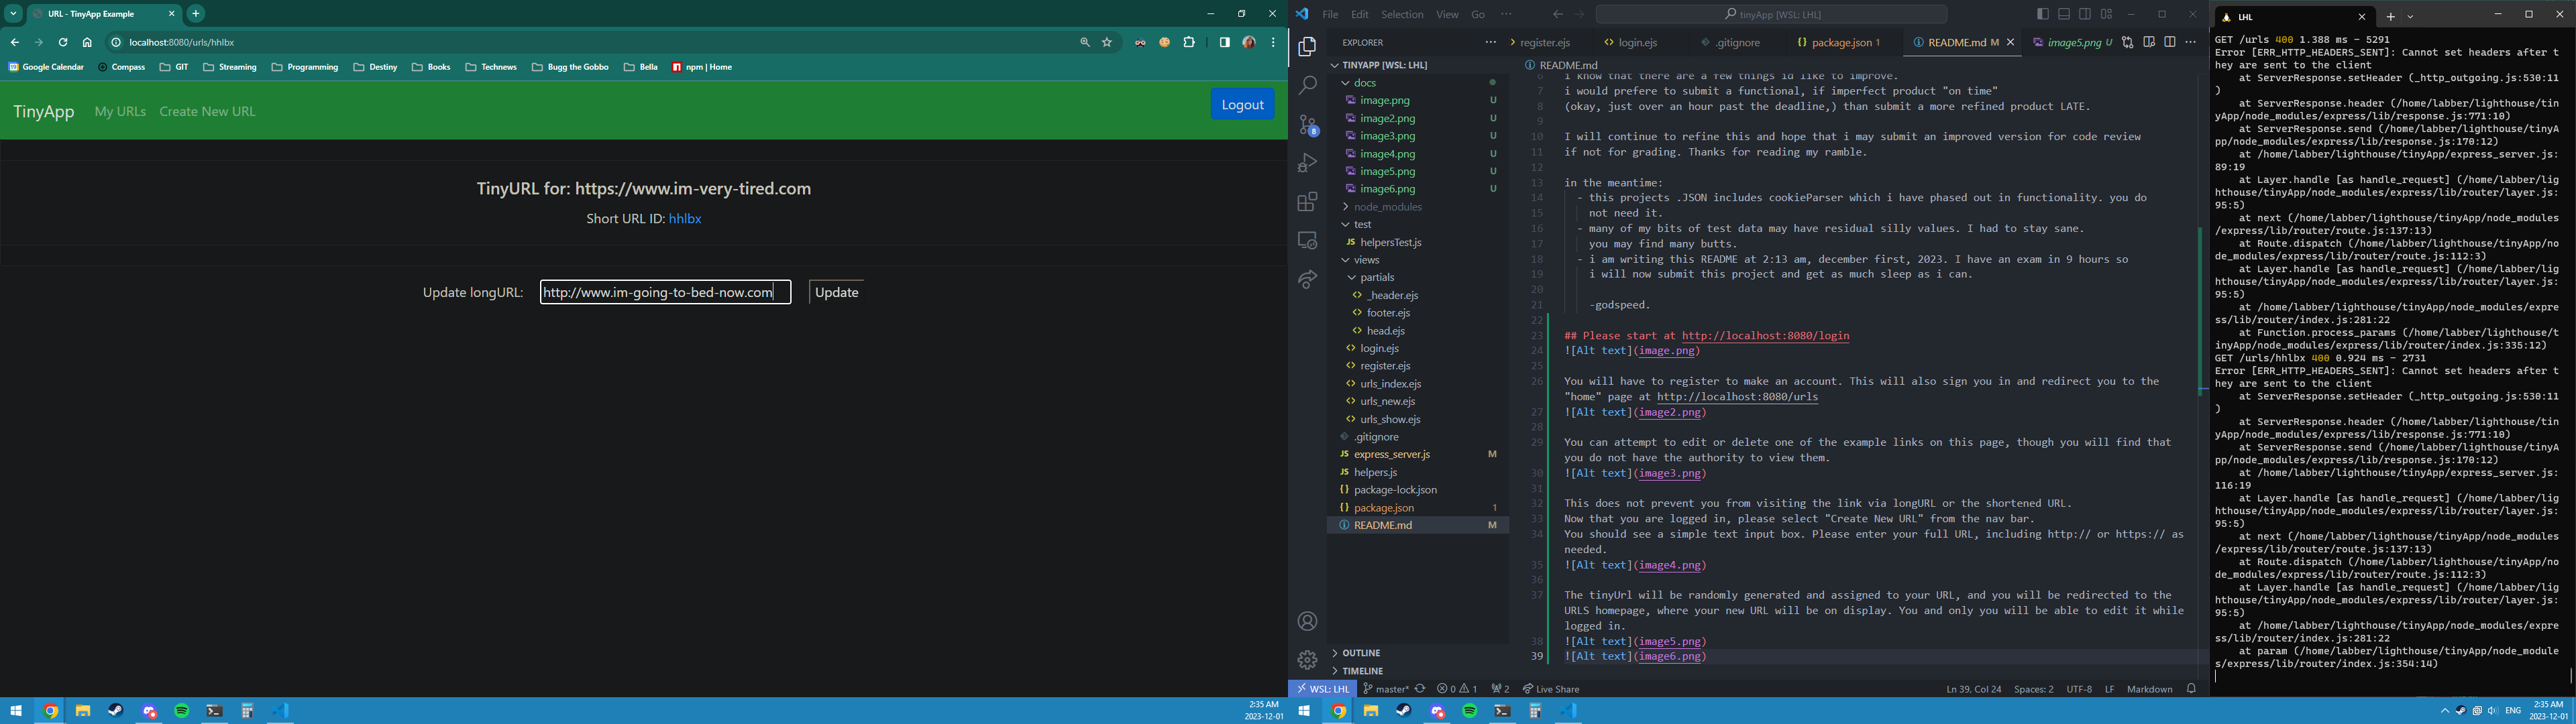 URL - TinyApp Example
localhost:8080/urls/hhlbx
Google Calendar Compass GIT Streaming Programming Destiny Books Technews Bugg the Gobbo Bella npm | Home
TinyApp My URLs Create New URL Logout
TinyURL for: https://www.im-very-tired.com
Short URL ID: hhlbx
Update longURL: http://www.im-going-to-bed-now.com Update
2:35 AM
2023-12-01
File Edit Selection View Go ··· tinyApp [WSL: LHL]
EXPLORER
TINYAPP [WSL: LHL]
docs
image.png U
image2.png U
image3.png U
image4.png U
image5.png U
image6.png U
node_modules
test
JS helpersTest.js
views
partials
<> _header.ejs
<> footer.ejs
<> head.ejs
<> login.ejs
<> register.ejs
<> urls_index.ejs
<> urls_new.ejs
<> urls_show.ejs
.gitignore
JS express_server.js M
JS helpers.js
{} package-lock.json
{} package.json 1
README.md M
OUTLINE
TIMELINE
8
register.ejs <> login.ejs .gitignore {} package.json 1 README.md M image5.png U
README.md
6 i know that there are a few things id like to improve.
7 i would prefere to submit a functional, if imperfect product "on time"
8 (okay, just over an hour past the deadline,) than submit a more refined product LATE.
9
10 I will continue to refine this and hope that i may submit an improved version for code review
11 if not for grading. Thanks for reading my ramble.
12
13 in the meantime:
14 - this projects .JSON includes cookieParser which i have phased out in functionality. you do
15 not need it.
16 - many of my bits of test data may have residual silly values. I had to stay sane.
17 you may find many butts.
18 - i am writing this README at 2:13 am, december first, 2023. I have an exam in 9 hours so
19 i will now submit this project and get as much sleep as i can.
20
21 -godspeed.
22
23 ## Please start at http://localhost:8080/login
24 ![Alt text](image.png)
25
26 You will have to register to make an account. This will also sign you in and redirect you to the
"home" page at http://localhost:8080/urls
27 ![Alt text](image2.png)
28
29 You can attempt to edit or delete one of the example links on this page, though you will find that
you do not have the authority to view them.
30 ![Alt text](image3.png)
31
32 This does not prevent you from visiting the link via longURL or the shortened URL.
33 Now that you are logged in, please select "Create New URL" from the nav bar.
34 You should see a simple text input box. Please enter your full URL, including http:// or https:// as
needed.
35 ![Alt text](image4.png)
36
37 The tinyUrl will be randomly generated and assigned to your URL, and you will be redirected to the
URLS homepage, where your new URL will be on display. You and only you will be able to edit it while
logged in.
38 ![Alt text](image5.png)
39 ![Alt text](image6.png)
WSL: LHL master* 0 1 2 Live Share Ln 39, Col 24 Spaces: 2 UTF-8 LF Markdown
LHL
GET /urls 400 1.388 ms - 5291
Error [ERR_HTTP_HEADERS_SENT]: Cannot set headers after t
hey are sent to the client
at ServerResponse.setHeader (_http_outgoing.js:530:11
)
at ServerResponse.header (/home/labber/lighthouse/tin
yApp/node_modules/express/lib/response.js:771:10)
at ServerResponse.send (/home/labber/lighthouse/tinyA
pp/node_modules/express/lib/response.js:170:12)
at /home/labber/lighthouse/tinyApp/express_server.js:
89:19
at Layer.handle [as handle_request] (/home/labber/lig
hthouse/tinyApp/node_modules/express/lib/router/layer.js:
95:5)
at next (/home/labber/lighthouse/tinyApp/node_modules
/express/lib/router/route.js:137:13)
at Route.dispatch (/home/labber/lighthouse/tinyApp/no
de_modules/express/lib/router/route.js:112:3)
at Layer.handle [as handle_request] (/home/labber/lig
hthouse/tinyApp/node_modules/express/lib/router/layer.js:
95:5)
at /home/labber/lighthouse/tinyApp/node_modules/expre
ss/lib/router/index.js:281:22
at Function.process_params (/home/labber/lighthouse/t
inyApp/node_modules/express/lib/router/index.js:335:12)
GET /urls/hhlbx 400 0.924 ms - 2731
Error [ERR_HTTP_HEADERS_SENT]: Cannot set headers after t
hey are sent to the client
at ServerResponse.setHeader (_http_outgoing.js:530:11
)
at ServerResponse.header (/home/labber/lighthouse/tin
yApp/node_modules/express/lib/response.js:771:10)
at ServerResponse.send (/home/labber/lighthouse/tinyA
pp/node_modules/express/lib/response.js:170:12)
at /home/labber/lighthouse/tinyApp/express_server.js:
116:19
at Layer.handle [as handle_request] (/home/labber/lig
hthouse/tinyApp/node_modules/express/lib/router/layer.js:
95:5)
at next (/home/labber/lighthouse/tinyApp/node_modules
/express/lib/router/route.js:137:13)
at Route.dispatch (/home/labber/lighthouse/tinyApp/no
de_modules/express/lib/router/route.js:112:3)
at Layer.handle [as handle_request] (/home/labber/lig
hthouse/tinyApp/node_modules/express/lib/router/layer.js:
95:5)
at /home/labber/lighthouse/tinyApp/node_modules/expre
ss/lib/router/index.js:281:22
at param (/home/labber/lighthouse/tinyApp/node_module
s/express/lib/router/index.js:354:14)
ENG 2:35 AM
2023-12-01